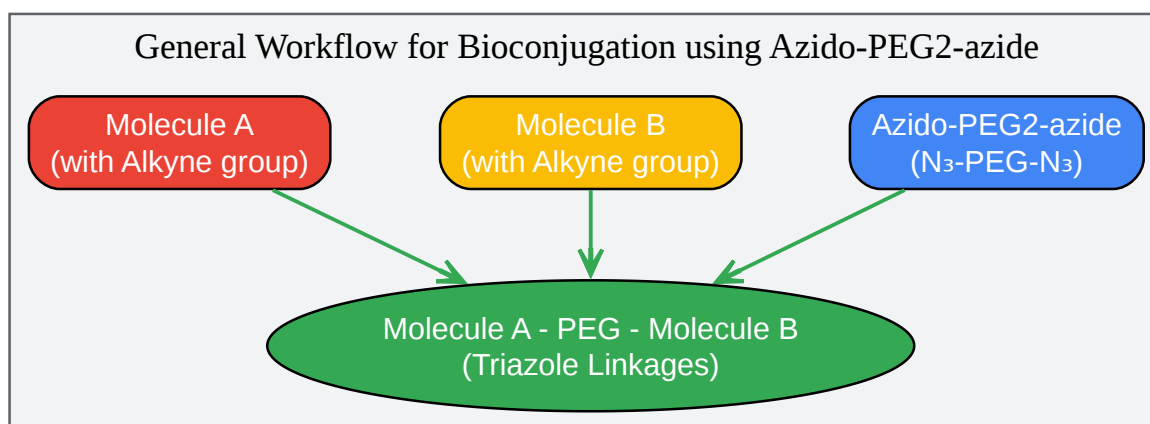 General Workflow for Bioconjugation using Azido-PEG2-azide
Molecule A
(with Alkyne group)
Molecule B
(with Alkyne group)
Azido-PEG2-azide
(N₃-PEG-N₃)
Molecule A - PEG - Molecule B
(Triazole Linkages)